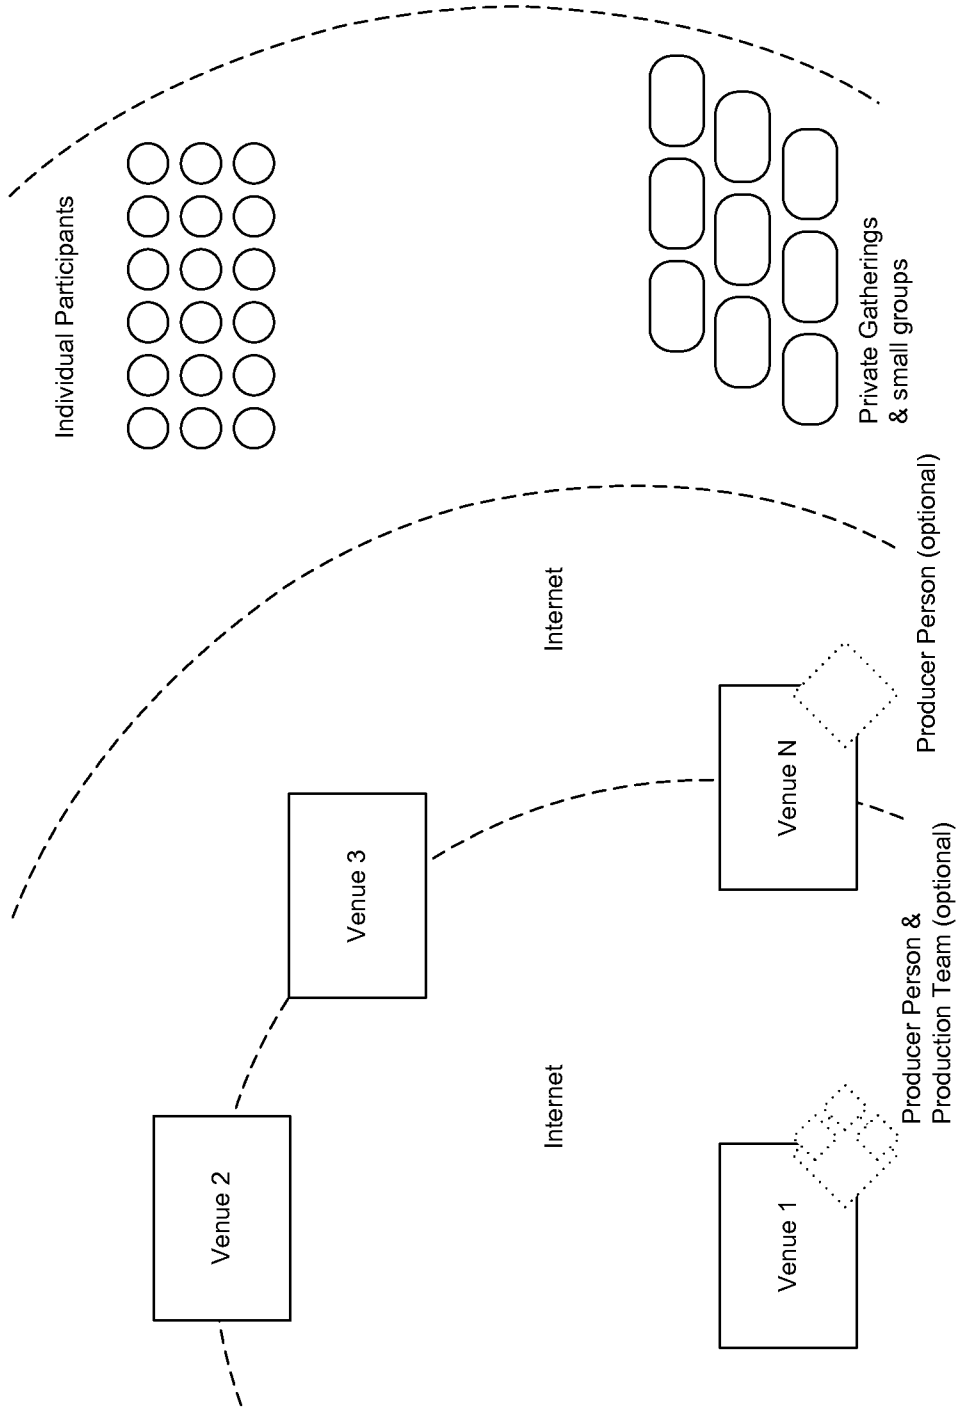 Venue 2
Venue 3
Individual Participants
Internet
Internet
Venue 1
Venue N
Private Gatherings
& small groups
Producer Person &
Production Team (optional)
Producer Person (optional)